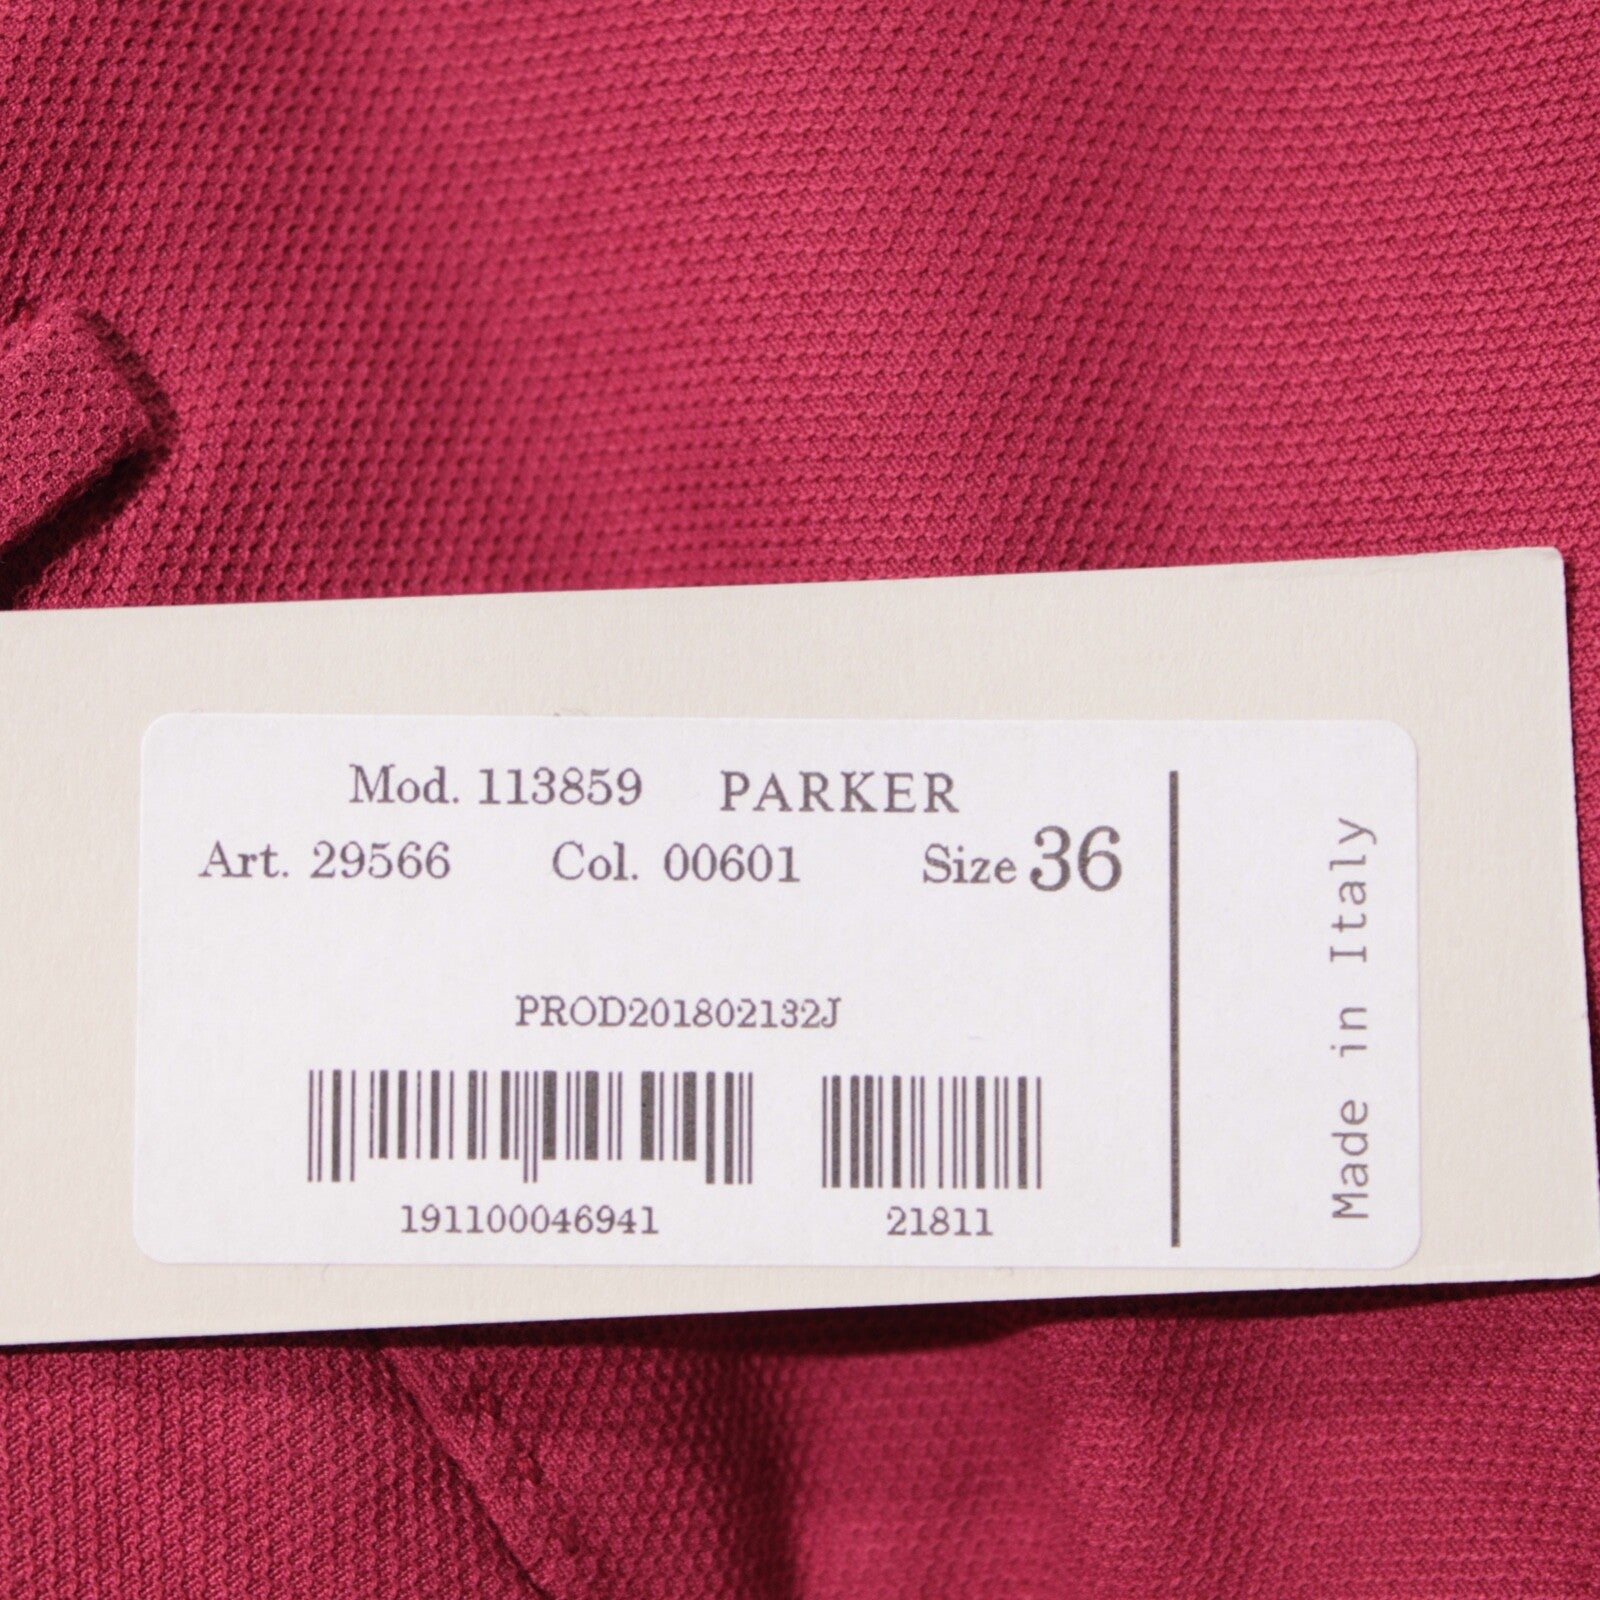 Mod. 113859 PARKER
Art. 29566 Col. 00601 Size 36
PROD201802132J
191100046941 21811
Made in Italy